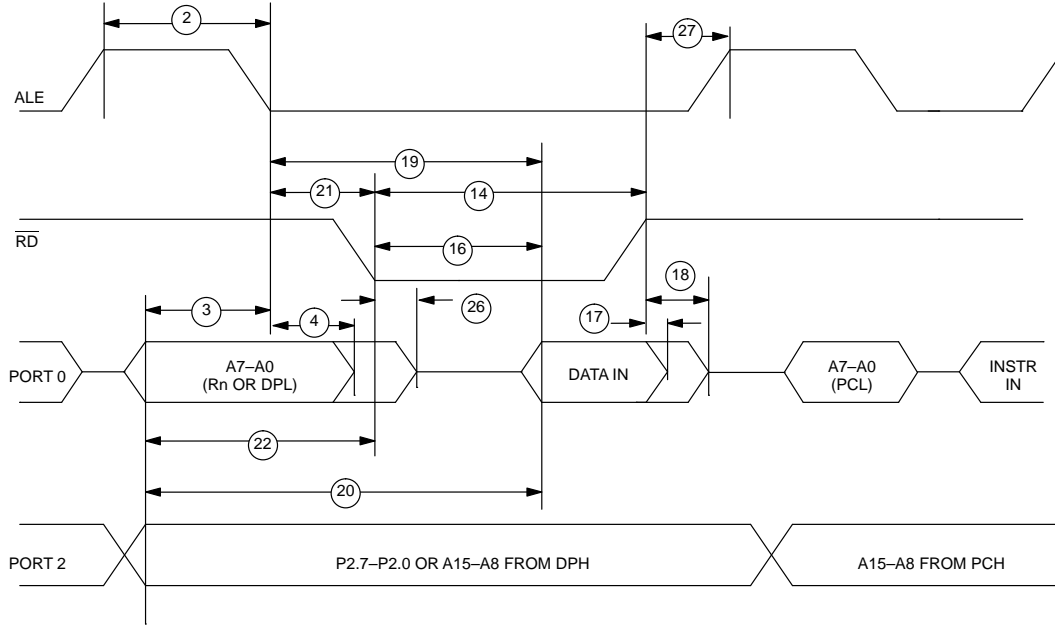 2
27
ALE
19
21
14
RD
16
18
3
4
26
17
PORT 0
A7–A0
(Rn OR DPL)
DATA IN
A7–A0
(PCL)
INSTR
IN
22
20
PORT 2
P2.7–P2.0 OR A15–A8 FROM DPH
A15–A8 FROM PCH